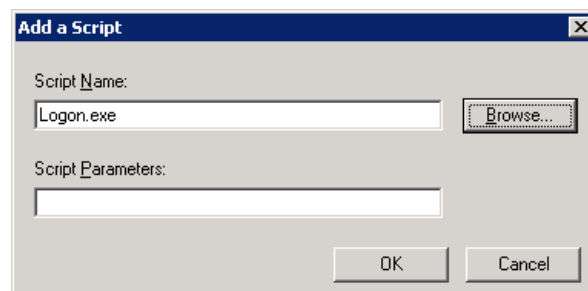 Add a Script
Script Name:
Logon.exe
Browse...
Script Parameters:
OK
Cancel